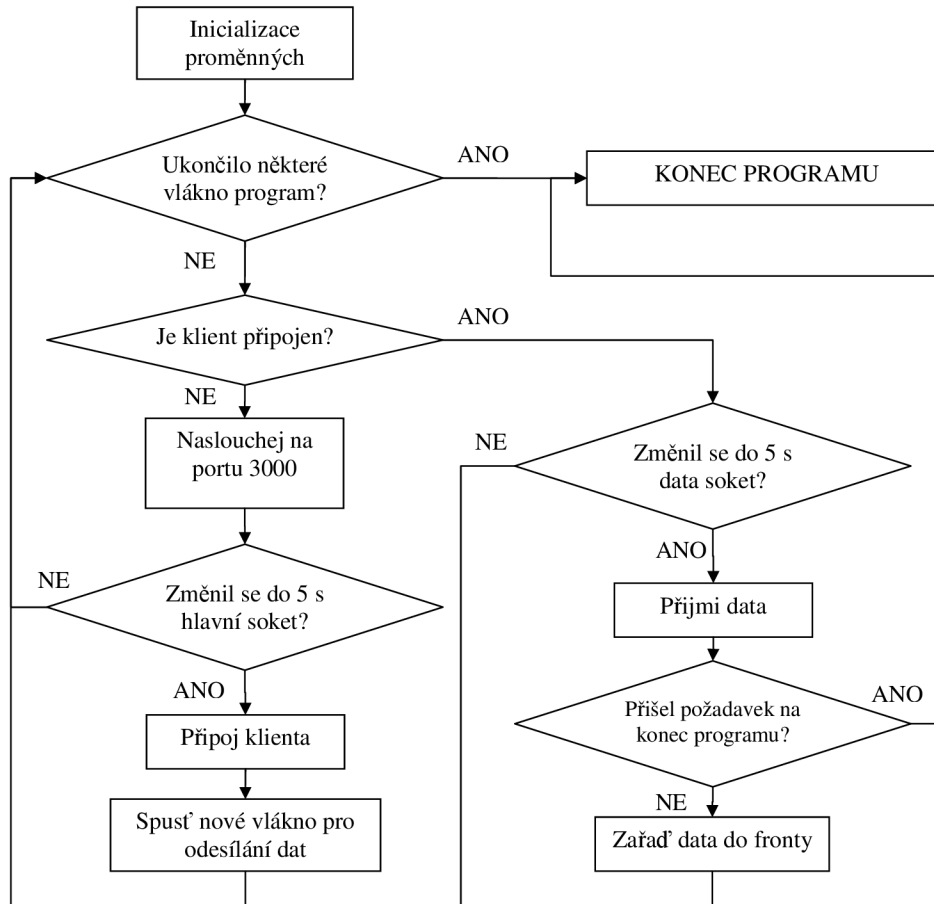 Inicializace
proměnných
Ukončilo některé
vlákno program?
ANO
KONEC PROGRAMU
NE
Je klient připojen?
ANO
NE
Naslouchej na
portu 3000
NE
Změnil se do 5 s
data soket?
ANO
NE
Změnil se do 5 s
hlavní soket?
Přijmi data
ANO
Přišel požadavek na
konec programu?
ANO
Připoj klienta
NE
Spusť nové vlákno pro
odesílání dat
Zařaď data do fronty